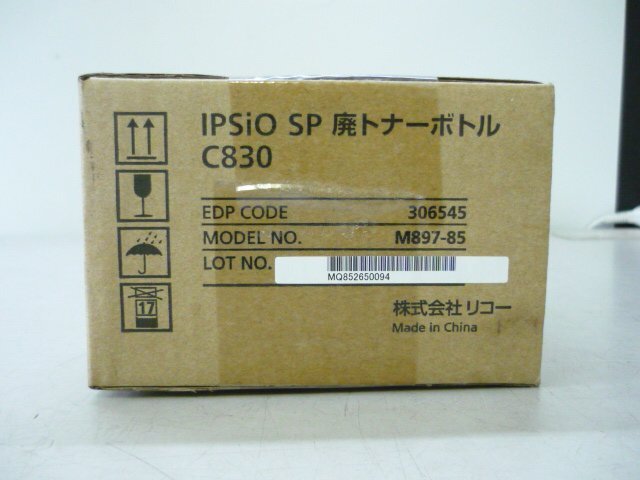 IPSiO SP 廃トナーボトル
C830
EDP CODE 306545
MODEL NO. M897-85
LOT NO.
MQ852650094
17
株式会社 リコー
Made in China